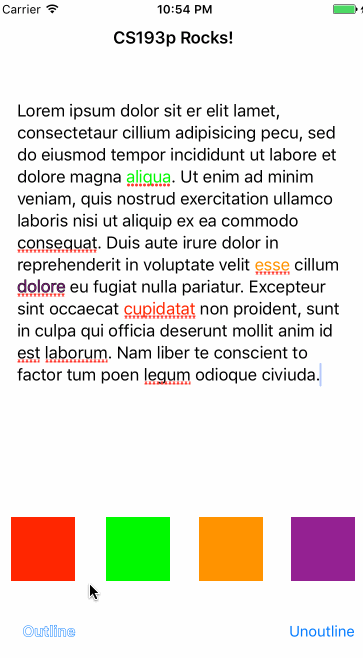 Carrier 10:54 PM
CS193p Rocks!
Lorem ipsum dolor sit er elit lamet,
consectetaur cillium adipisicing pecu, sed
do eiusmod tempor incididunt ut labore et
dolore magna aliqua. Ut enim ad minim
veniam, quis nostrud exercitation ullamco
laboris nisi ut aliquip ex ea commodo
consequat. Duis aute irure dolor in
reprehenderit in voluptate velit esse cillum
dolore eu fugiat nulla pariatur. Excepteur
sint occaecat cupidatat non proident, sunt
in culpa qui officia deserunt mollit anim id
est laborum. Nam liber te conscient to
factor tum poen legum odioque civiuda.
Outline Unoutline